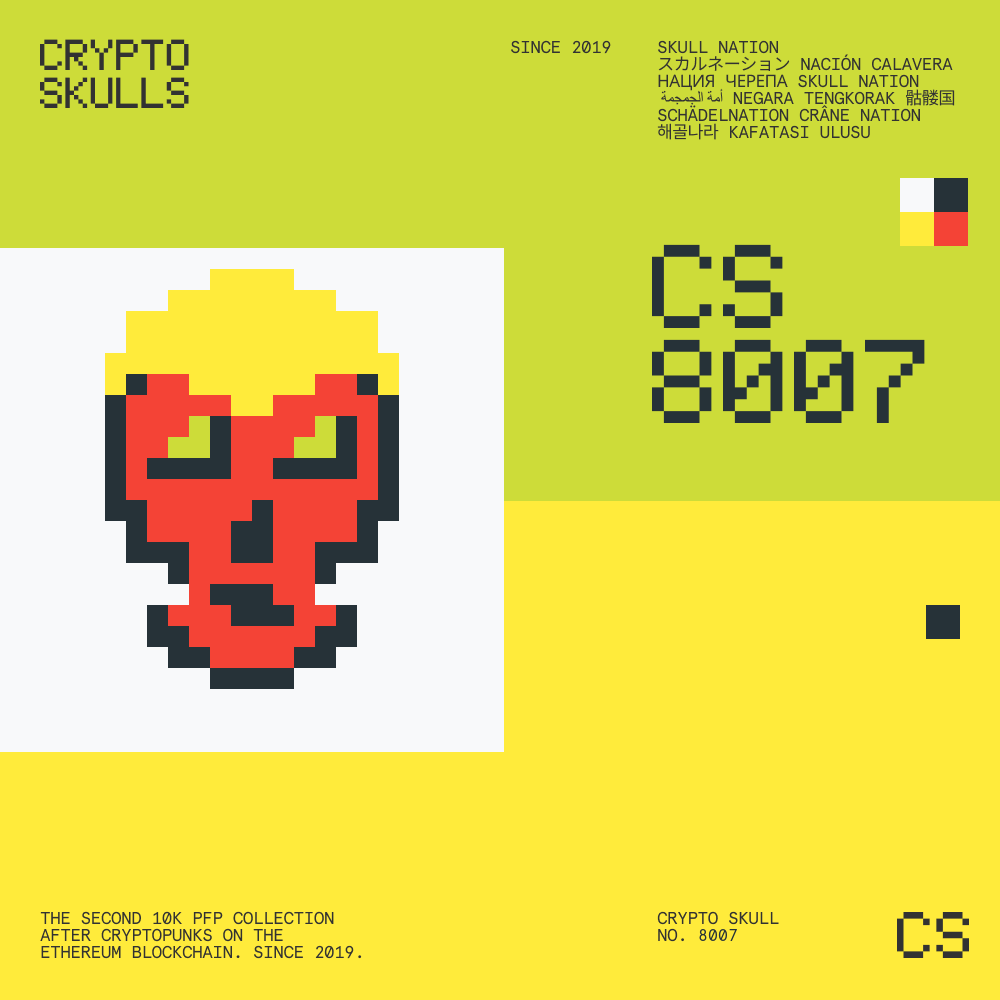 CRYPTO
SKULLS
SINCE 2019
SKULL NATION
スカルネーション NACIÓN CALAVERA
НАЦИЯ ЧЕРЕПА SKULL NATION
أمة الجمجمة NEGARA TENGKORAK 骷髅国
SCHÄDELNATION CRÂNE NATION
해골나라 KAFATASI ULUSU
CS
8007
THE SECOND 10K PFP COLLECTION
AFTER CRYPTOPUNKS ON THE
ETHEREUM BLOCKCHAIN. SINCE 2019.
CRYPTO SKULL
NO. 8007
CS